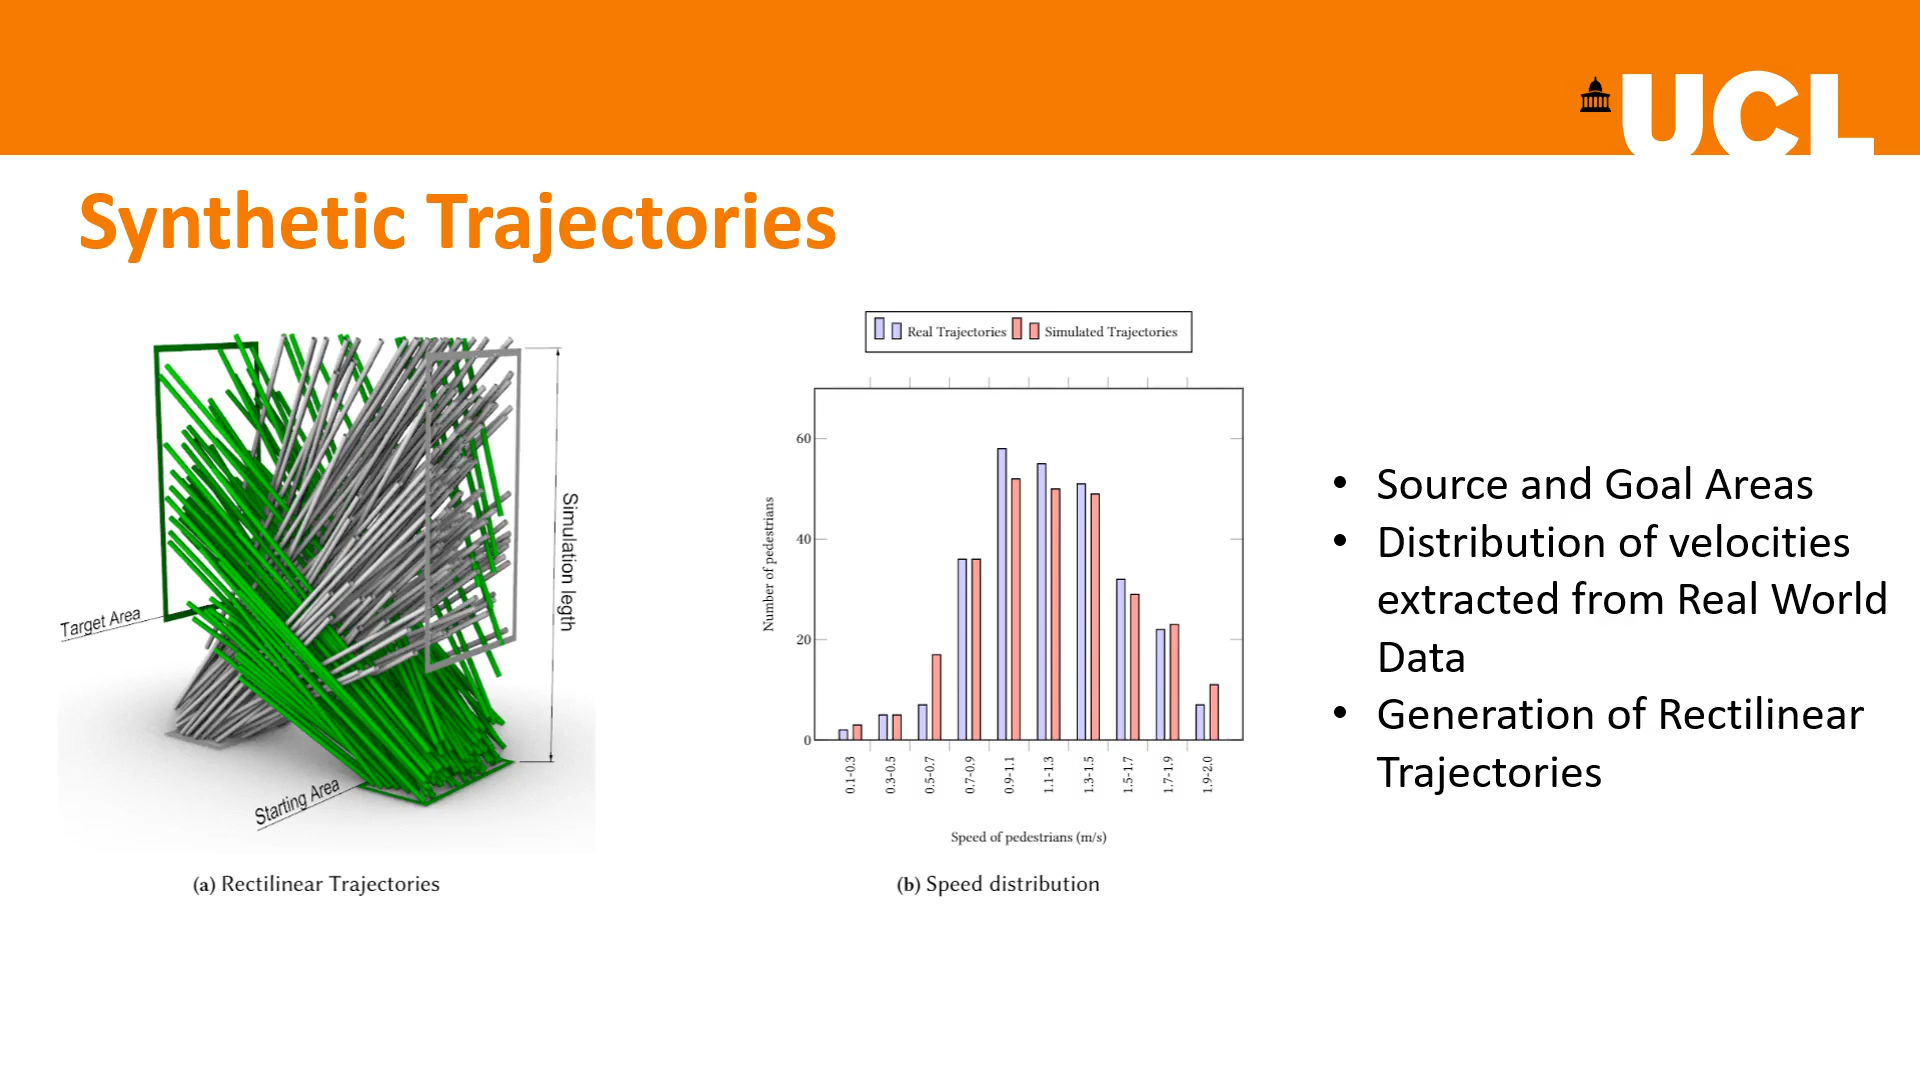 UCL
Synthetic Trajectories
Target Area
Starting Area
Simulation legth
(a) Rectilinear Trajectories
Real Trajectories
Simulated Trajectories
Number of pedestrians
60
40
20
0
0.1-0.3
0.3-0.5
0.5-0.7
0.7-0.9
0.9-1.1
1.1-1.3
1.3-1.5
1.5-1.7
1.7-1.9
1.9-2.0
Speed of pedestrians (m/s)
(b) Speed distribution
• Source and Goal Areas
• Distribution of velocities
extracted from Real World
Data
• Generation of Rectilinear
Trajectories